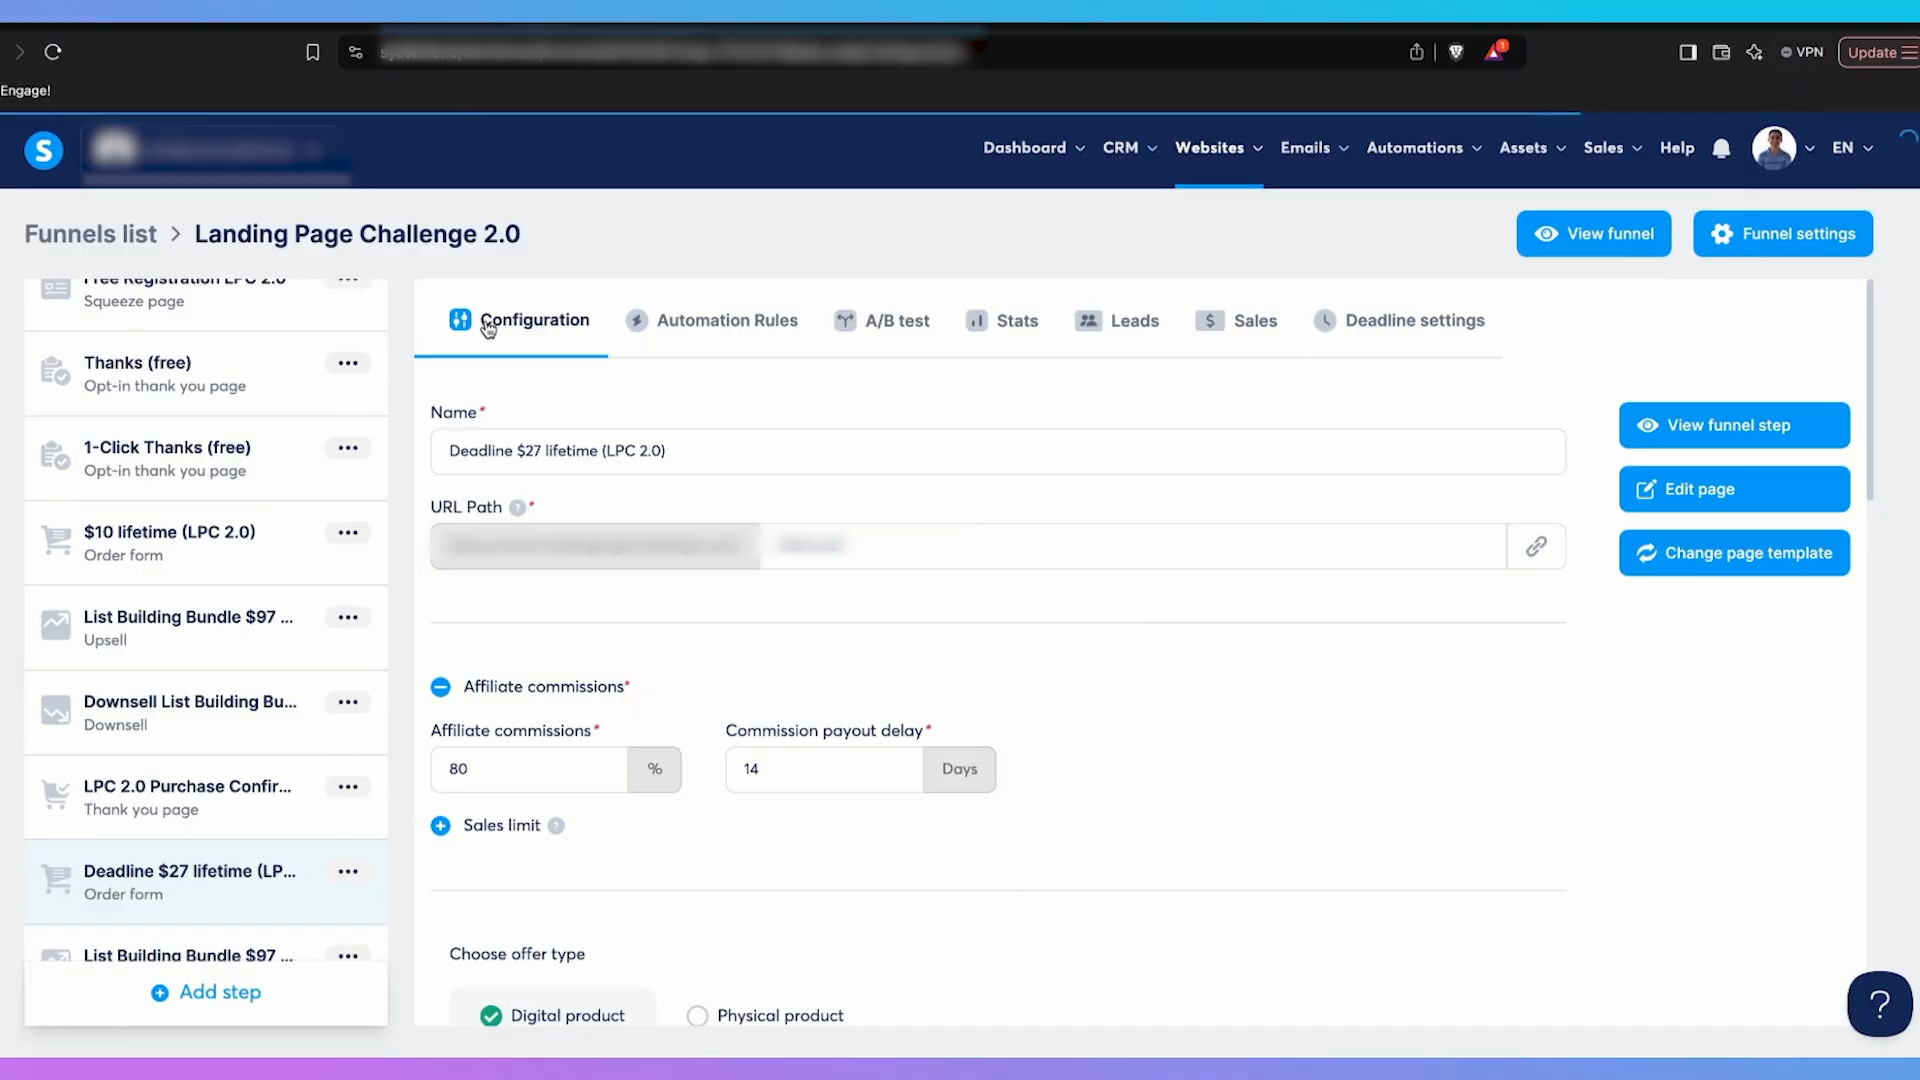 VPN
Update
Engage!
S
Dashboard
CRM
Websites
Emails
Automations
Assets
Sales
Help
EN
Funnels list > Landing Page Challenge 2.0
View funnel
Funnel settings
Free Registration LPC 2.0
Squeeze page
Thanks (free)
Opt-in thank you page
1-Click Thanks (free)
Opt-in thank you page
$10 lifetime (LPC 2.0)
Order form
List Building Bundle $97 ...
Upsell
Downsell List Building Bu...
Downsell
LPC 2.0 Purchase Confir...
Thank you page
Deadline $27 lifetime (LP...
Order form
List Building Bundle $97 ...
Add step
Configuration
Automation Rules
A/B test
Stats
Leads
Sales
Deadline settings
Name*
Deadline $27 lifetime (LPC 2.0)
URL Path ? *
View funnel step
Edit page
Change page template
Affiliate commissions*
Affiliate commissions*
Commission payout delay*
80 %
14 Days
Sales limit ?
Choose offer type
Digital product
Physical product
?